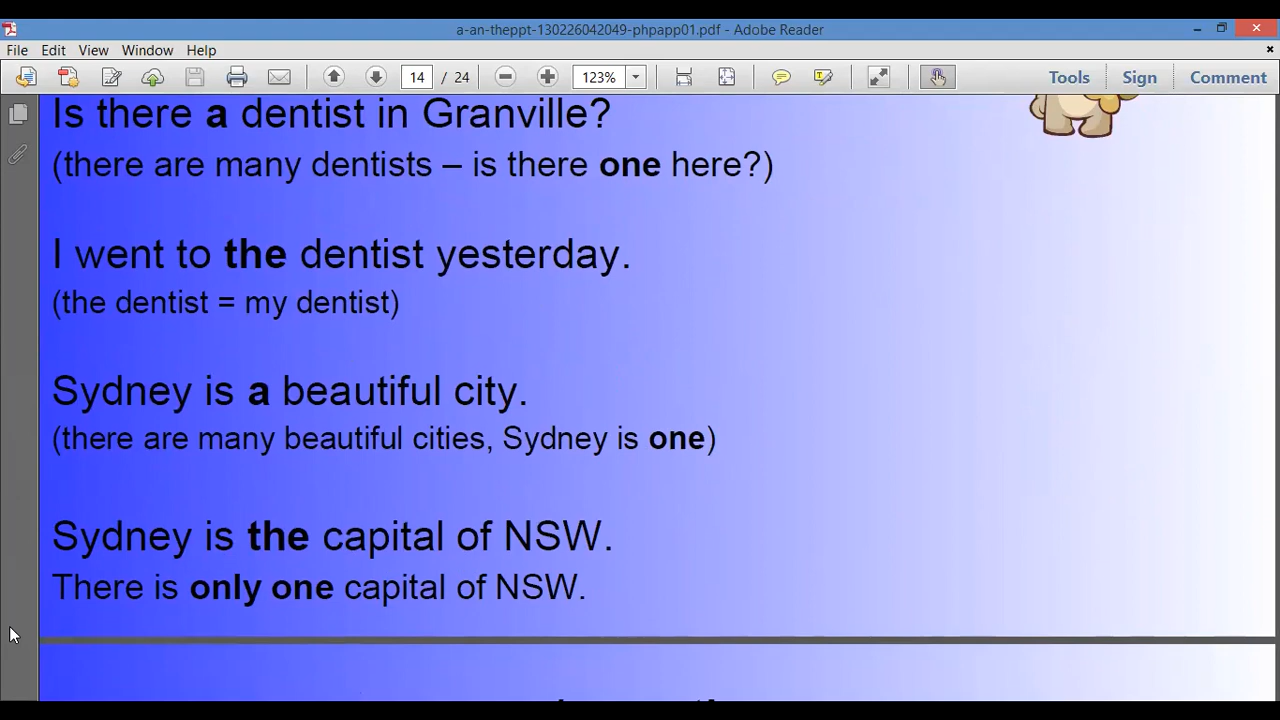 a-an-theppt-130226042049-phpapp01.pdf - Adobe Reader
File Edit View Window Help
14 / 24 123% Tools Sign Comment
Is there a dentist in Granville?
(there are many dentists – is there one here?)
I went to the dentist yesterday.
(the dentist = my dentist)
Sydney is a beautiful city.
(there are many beautiful cities, Sydney is one)
Sydney is the capital of NSW.
There is only one capital of NSW.